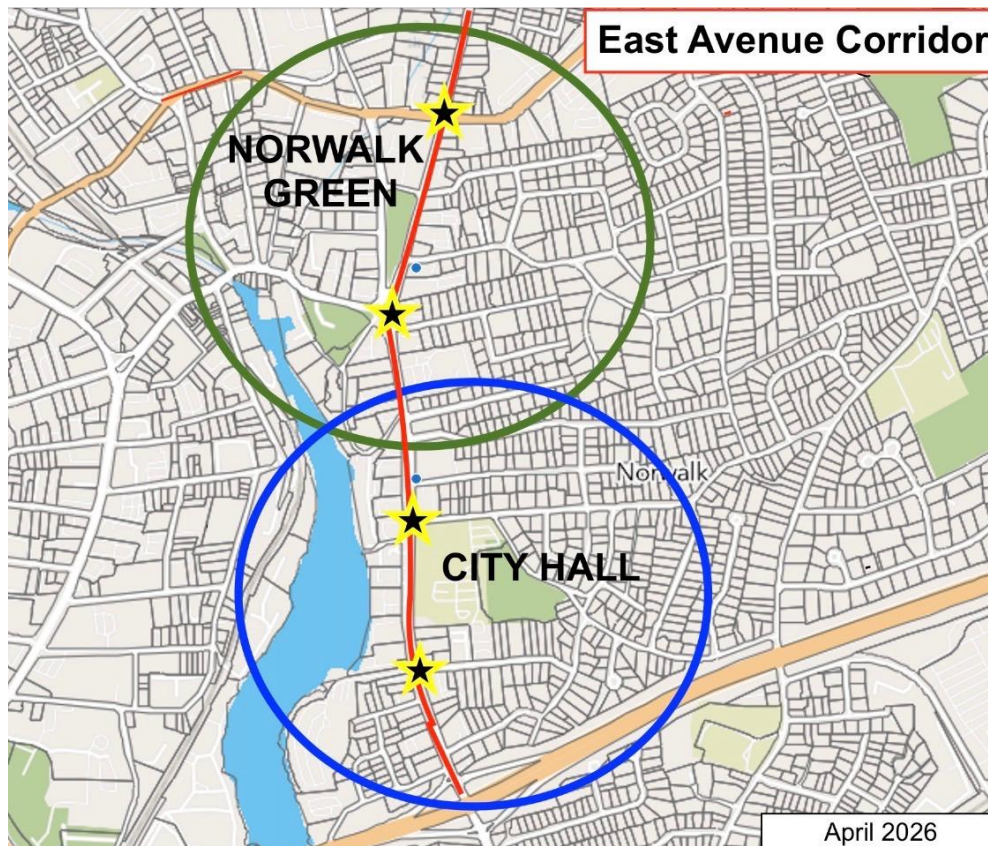 East Avenue Corridor
NORWALK
GREEN
Norwalk
CITY HALL
April 2026